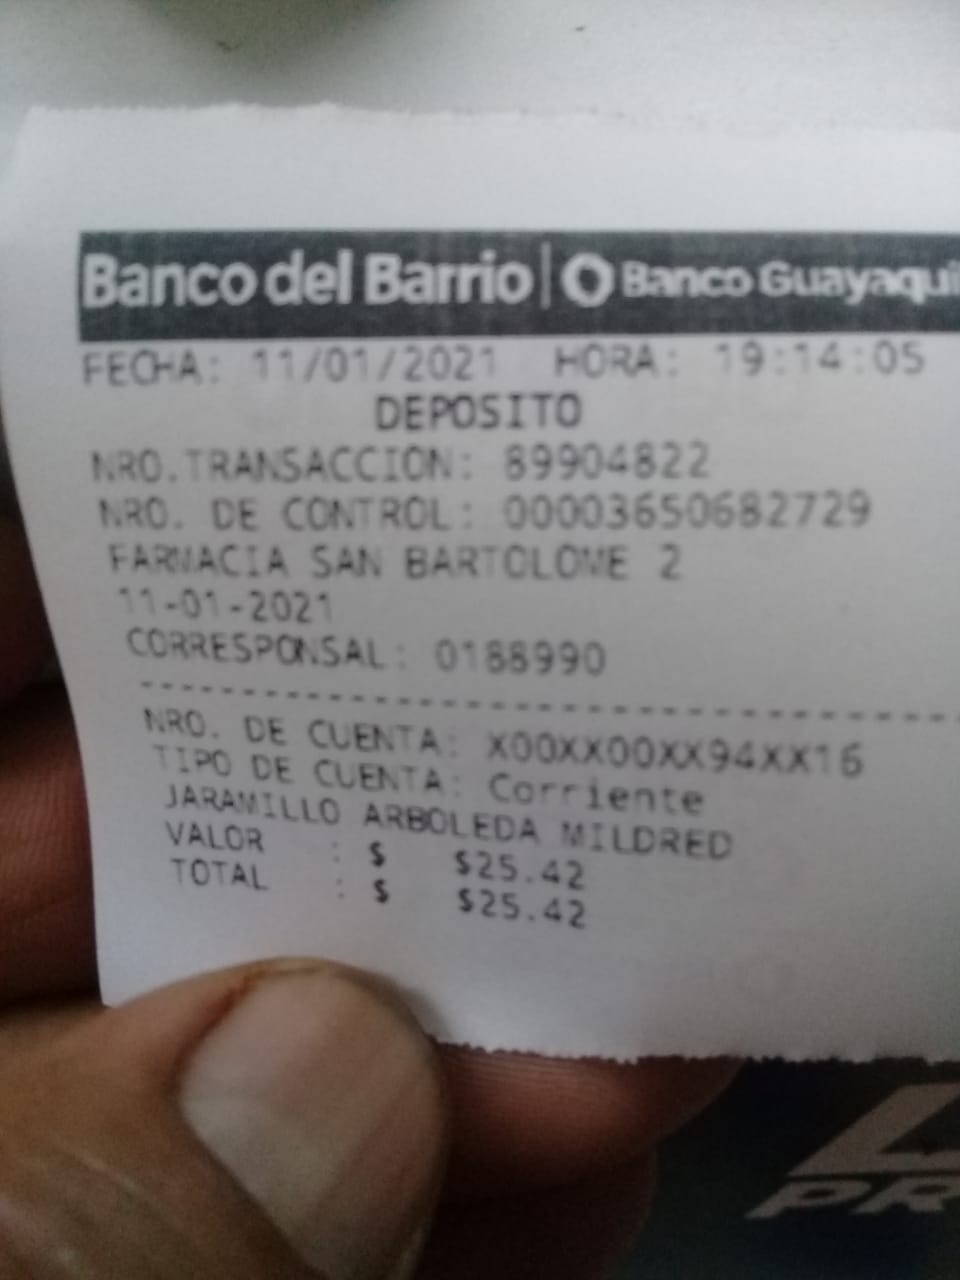 Banco del Barrio | Banco Guayaquil
FECHA: 11/01/2021 HORA: 19:14:05
DEPOSITO
NRO.TRANSACCION: 89904822
NRO. DE CONTROL: 00003650682729
FARMACIA SAN BARTOLOME 2
11-01-2021
CORRESPONSAL: 0188990
NRO. DE CUENTA: X00XX00XX94XX16
TIPO DE CUENTA: Corriente
JARAMILLO ARBOLEDA MILDRED
VALOR : $ $25.42
TOTAL : $ $25.42
PR